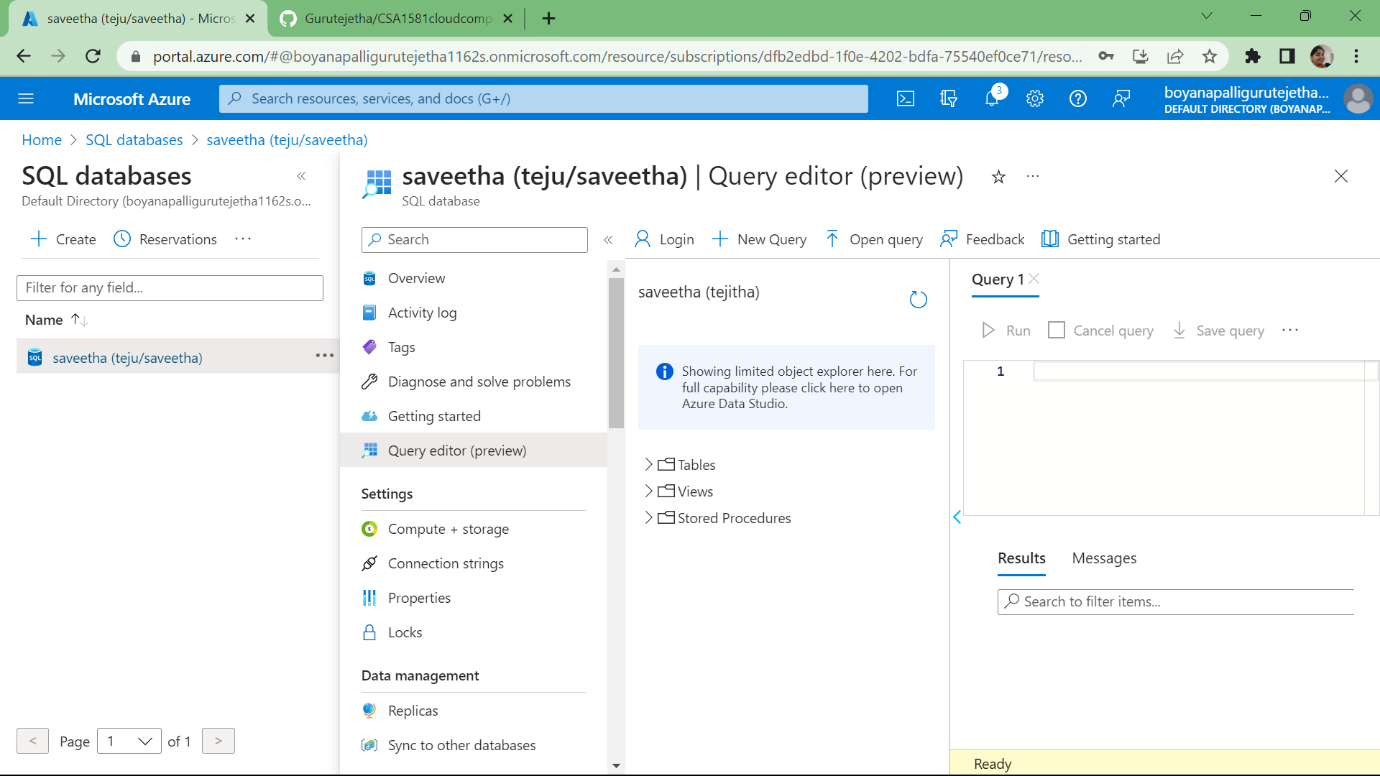 saveetha (teju/saveetha) - Micros
Gurutejetha/CSA1581cloudcomp
portal.azure.com/#@boyanapalligurutejetha1162s.onmicrosoft.com/resource/subscriptions/dfb2edbd-1f0e-4202-bdfa-75540ef0ce71/reso...
Microsoft Azure
Search resources, services, and docs (G+/)
3
boyanapalligurutejetha...
DEFAULT DIRECTORY (BOYANAP...
Home > SQL databases > saveetha (teju/saveetha)
SQL databases
Default Directory (boyanapalligurutejetha1162s.o...
Create
Reservations
Filter for any field...
Name
saveetha (teju/saveetha)
< Page 1 of 1 >
saveetha (teju/saveetha) | Query editor (preview)
SQL database
Search
Overview
Activity log
Tags
Diagnose and solve problems
Getting started
Query editor (preview)
Settings
Compute + storage
Connection strings
Properties
Locks
Data management
Replicas
Sync to other databases
Login
New Query
Open query
Feedback
Getting started
saveetha (tejitha)
Showing limited object explorer here. For
full capability please click here to open
Azure Data Studio.
Tables
Views
Stored Procedures
Query 1
Run
Cancel query
Save query
1
Results
Messages
Search to filter items...
Ready